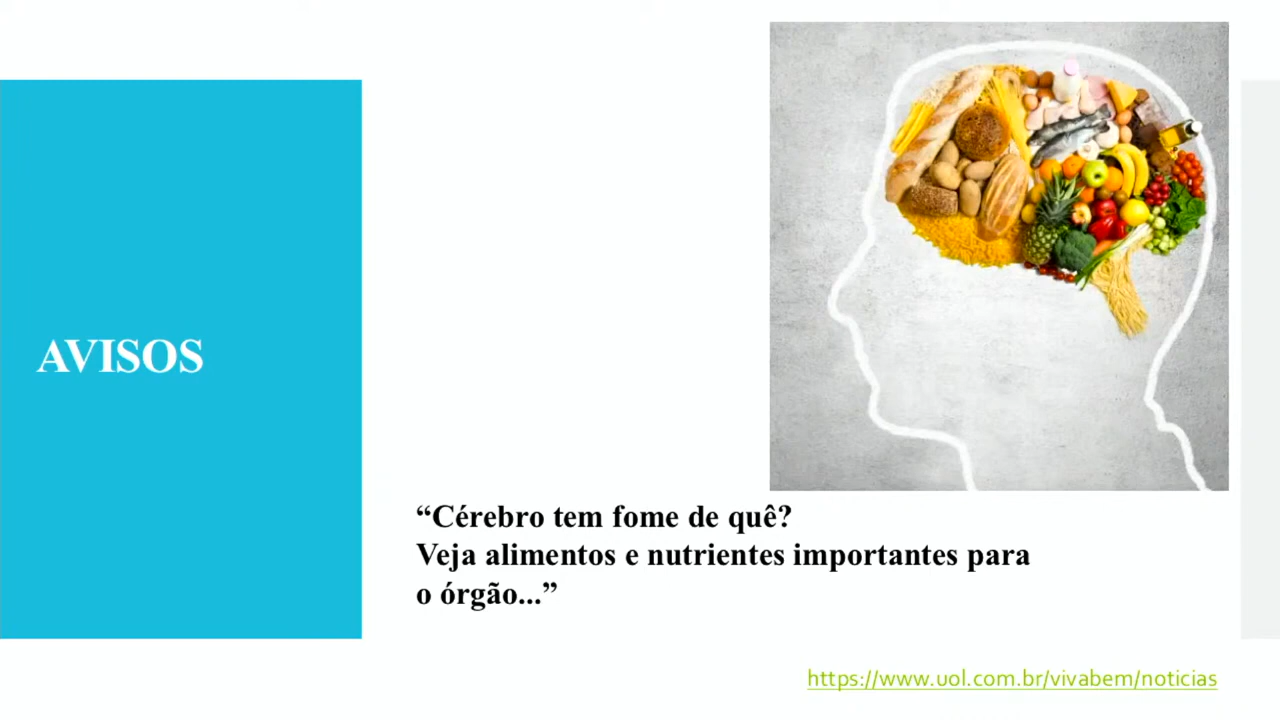 AVISOS
“Cérebro tem fome de quê?
Veja alimentos e nutrientes importantes para
o órgão...”
https://www.uol.com.br/vivabem/noticias